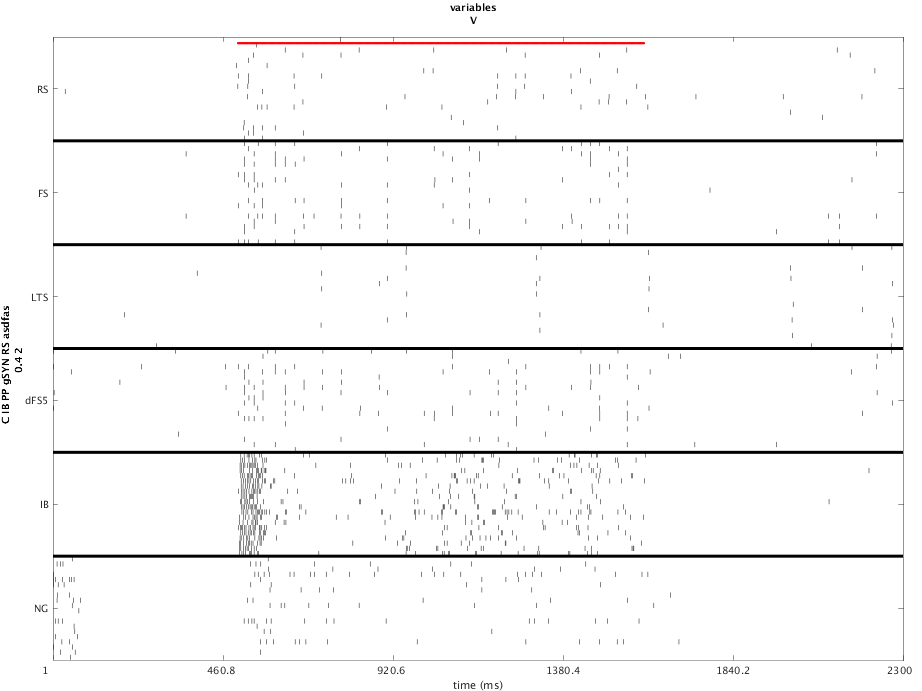 variables
V
RS
FS
LTS
dFS5
IB
NG
C IB PP gSYN RS asdfas
0.4 2
1
460.8
920.6
1380.4
1840.2
2300
time (ms)